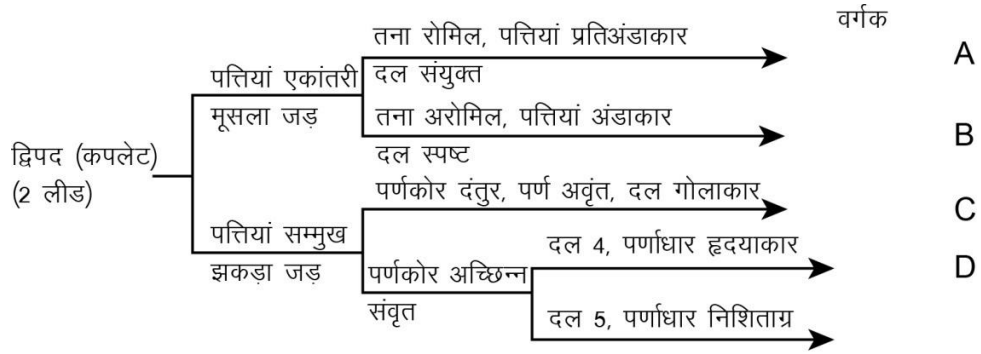 वर्गक
तना रोमिल, पत्तियां प्रतिअंडाकार
A
पत्तियां एकांतरी
दल संयुक्त
मूसला जड़
तना अरोमिल, पत्तियां अंडाकार
B
द्विपद (कपलेट)
दल स्पष्ट
(2 लीड)
पर्णकोर दंतुर, पर्ण अवृंत, दल गोलाकार
C
पत्तियां सम्मुख
दल 4, पर्णाधार हृदयाकार
D
झकड़ा जड़
पर्णकोर अच्छिन्न
संवृत
दल 5, पर्णाधार निशिताग्र